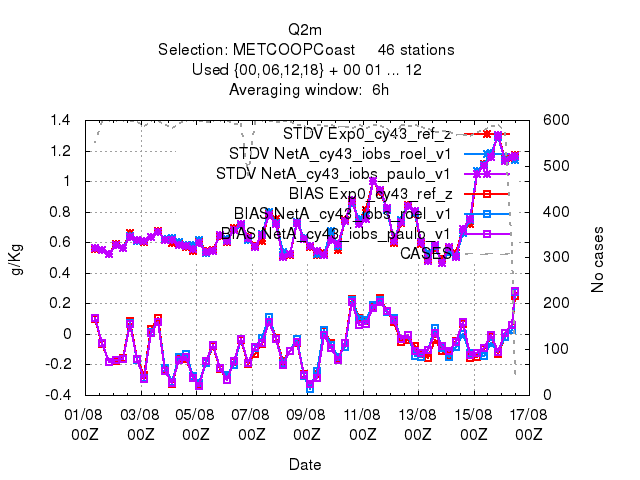 Q2m
Selection: METCOOPCoast 46 stations
Used {00,06,12,18} + 00 01 ... 12
Averaging window: 6h
1.4
1.2
1
0.8
0.6
0.4
0.2
0
-0.2
-0.4
g/Kg
STDV Exp0_cy43_ref_z
STDV NetA_cy43_iobs_roel_v1
STDV NetA_cy43_iobs_paulo_v1
BIAS Exp0_cy43_ref_z
BIAS NetA_cy43_iobs_roel_v1
BIAS NetA_cy43_iobs_paulo_v1
CASES
600
500
400
300
200
100
0
No cases
01/08 03/08 05/08 07/08 09/08 11/08 13/08 15/08 17/08
00Z 00Z 00Z 00Z 00Z 00Z 00Z 00Z 00Z
Date